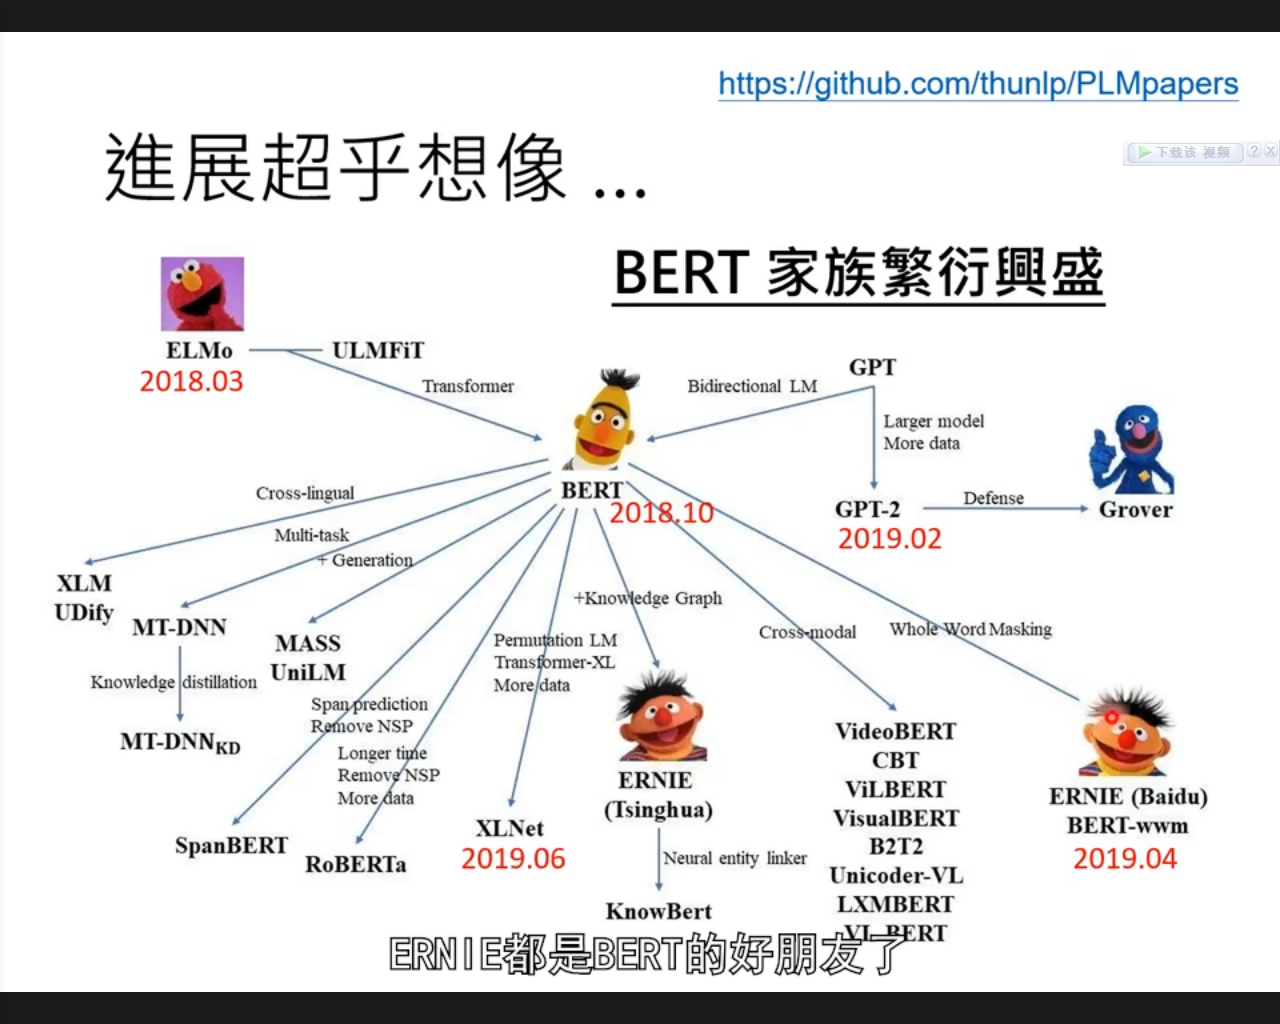 https://github.com/thunlp/PLMpapers
進展超乎想像 ...
下载该 视频
BERT 家族繁衍興盛
ELMo
2018.03
ULMFiT
Transformer
Bidirectional LM
GPT
Larger model
More data
BERT
2018.10
GPT-2
2019.02
Defense
Grover
Cross-lingual
Multi-task
+ Generation
XLM
UDify
MT-DNN
MASS
UniLM
+Knowledge Graph
Cross-modal
Whole Word Masking
Permutation LM
Transformer-XL
More data
Knowledge distillation
MT-DNNKD
Span prediction
Remove NSP
Longer time
Remove NSP
More data
SpanBERT
RoBERTa
XLNet
2019.06
ERNIE
(Tsinghua)
Neural entity linker
KnowBert
VideoBERT
CBT
ViLBERT
VisualBERT
B2T2
Unicoder-VL
LXMBERT
VL-BERT
ERNIE (Baidu)
BERT-wwm
2019.04
ERNIE都是BERT的好朋友了